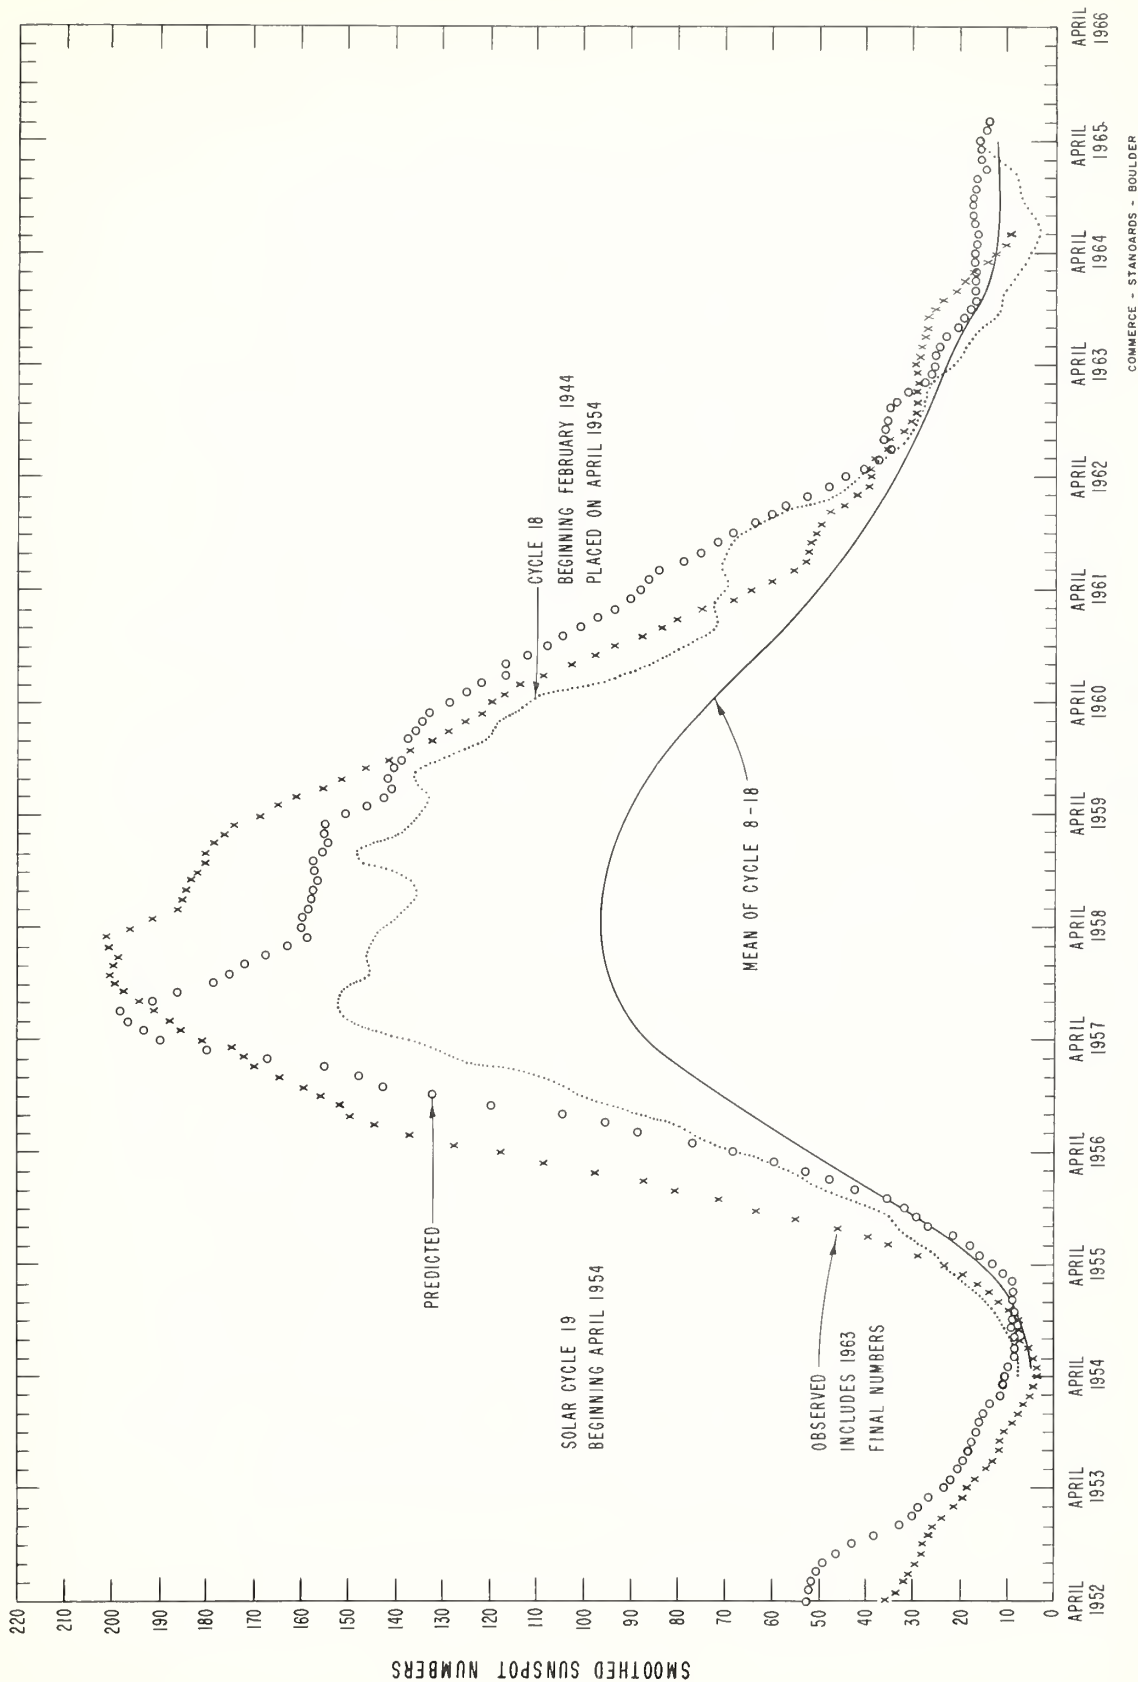 SMOOTHED SUNSPOT NUMBERS
220
210
200
190
180
170
160
150
140
130
120
110
100
90
80
70
60
50
40
30
20
10
0
PREDICTED
SOLAR CYCLE 19
BEGINNING APRIL 1954
OBSERVED
INCLUDES 1963
FINAL NUMBERS
CYCLE 18
BEGINNING FEBRUARY 1944
PLACED ON APRIL 1954
MEAN OF CYCLE 8-18
APRIL
1952
APRIL
1953
APRIL
1954
APRIL
1955
APRIL
1956
APRIL
1957
APRIL
1958
APRIL
1959
APRIL
1960
APRIL
1961
APRIL
1962
APRIL
1963
APRIL
1964
APRIL
1965
APRIL
1966
COMMERCE - STANDARDS - BOULDER